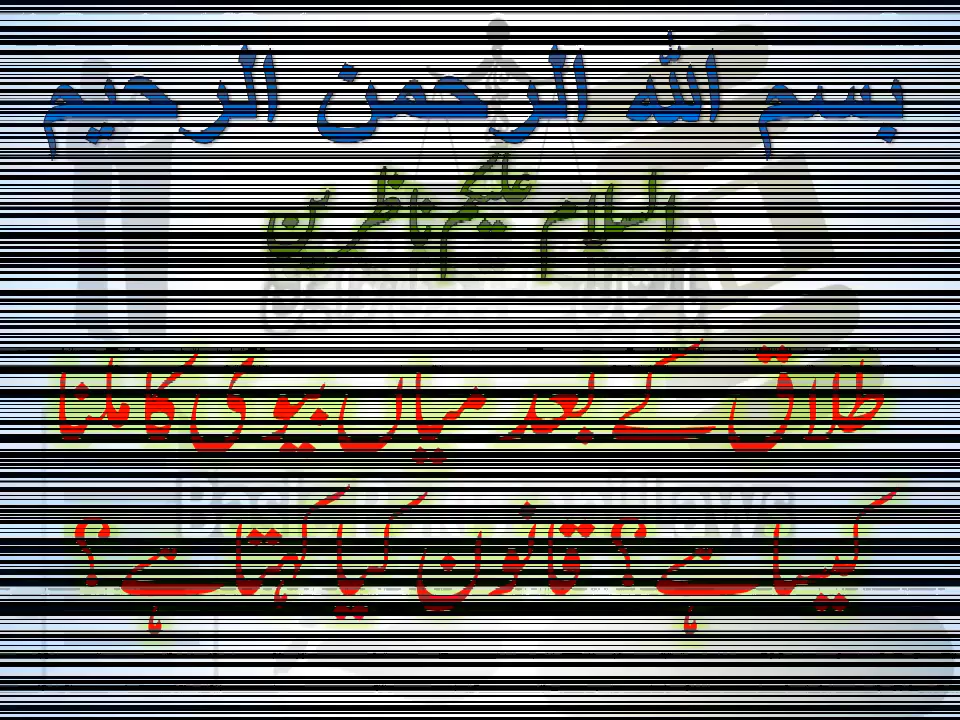 بسم اللہ الرحمن الرحیم
السلام علیکم ناظرین
طلاق کے بعد میاں بیوی کا ملنا
کیسا ہے؟ قانون کیا کہتا ہے؟